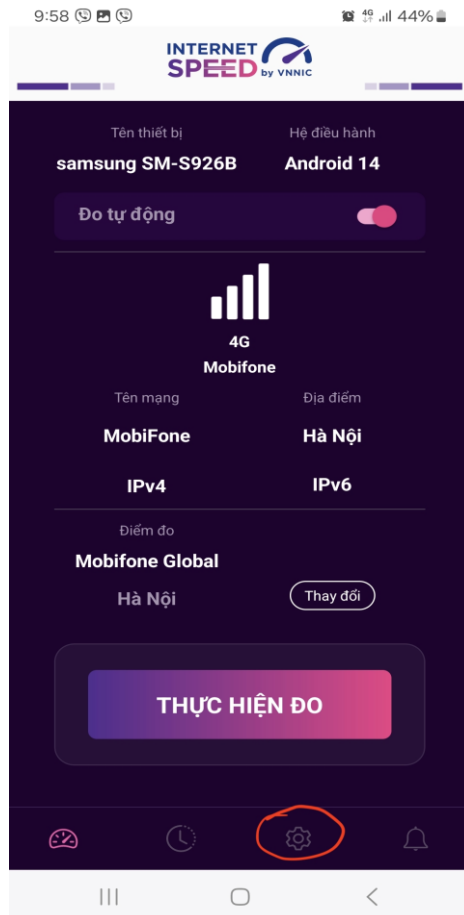 9:58 4G 44%
INTERNET
SPEED by VNNIC
Tên thiết bị Hệ điều hành
samsung SM-S926B Android 14
Đo tự động
4G
Mobifone
Tên mạng Địa điểm
MobiFone Hà Nội
IPv4 IPv6
Điểm đo
Mobifone Global
Hà Nội Thay đổi
THỰC HIỆN ĐO